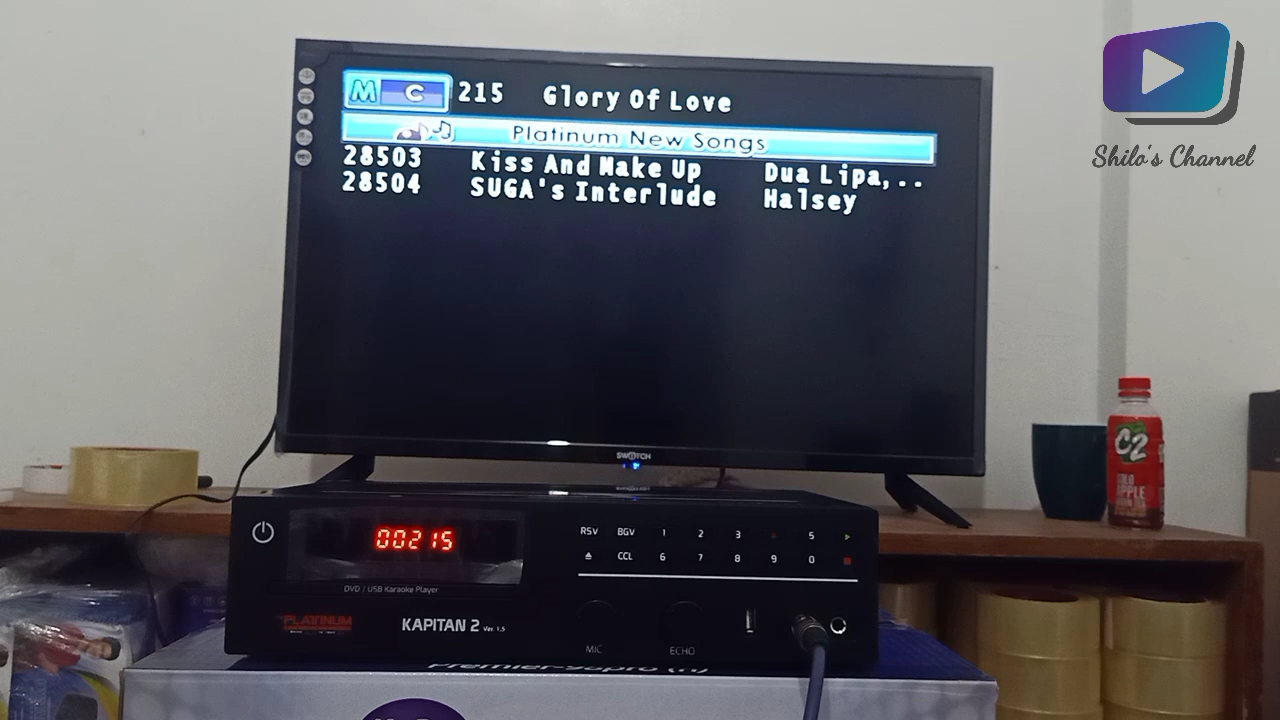 Shilo's Channel
M C 215 Glory Of Love
Platinum New Songs
28503 Kiss And Make Up Dua Lipa,..
28504 SUGA's Interlude Halsey
SWITCH
C2
APPLE
00215
DVD / USB Karaoke Player
RSV BGV 1 2 3 5
CCL 6 7 8 9 0
PLATINUM
KAPITAN 2 Ver. 1.5
MIC ECHO